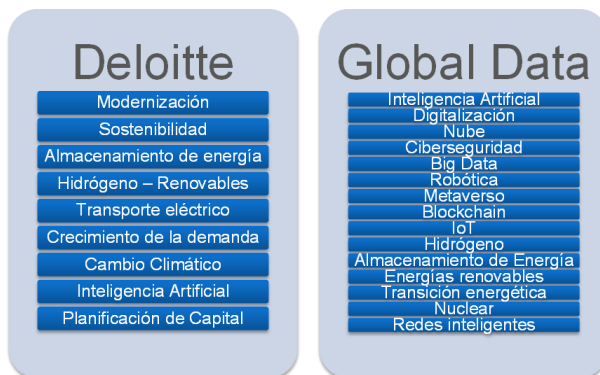 Deloitte
Modernización
Sostenibilidad
Almacenamiento de energía
Hidrógeno – Renovables
Transporte eléctrico
Crecimiento de la demanda
Cambio Climático
Inteligencia Artificial
Planificación de Capital
Global Data
Inteligencia Artificial
Digitalización
Nube
Ciberseguridad
Big Data
Robótica
Metaverso
Blockchain
IoT
Hidrógeno
Almacenamiento de Energía
Energías renovables
Transición energética
Nuclear
Redes inteligentes